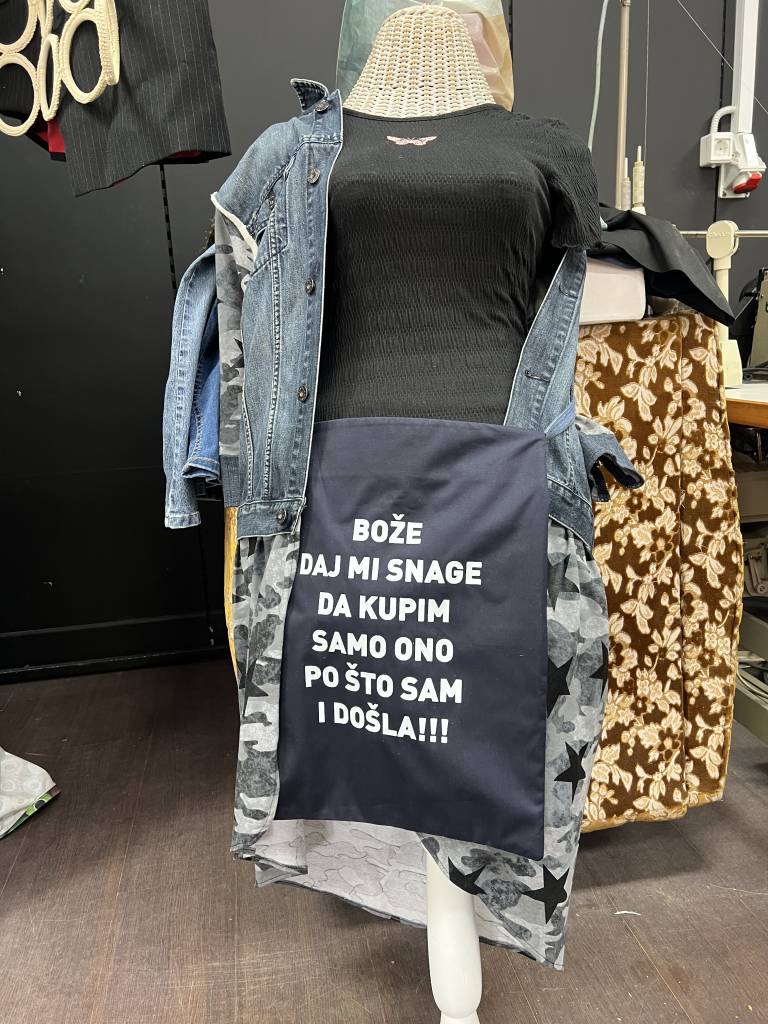 BOŽE
DAJ MI SNAGE
DA KUPIM
SAMO ONO
PO ŠTO SAM
I DOŠLA!!!